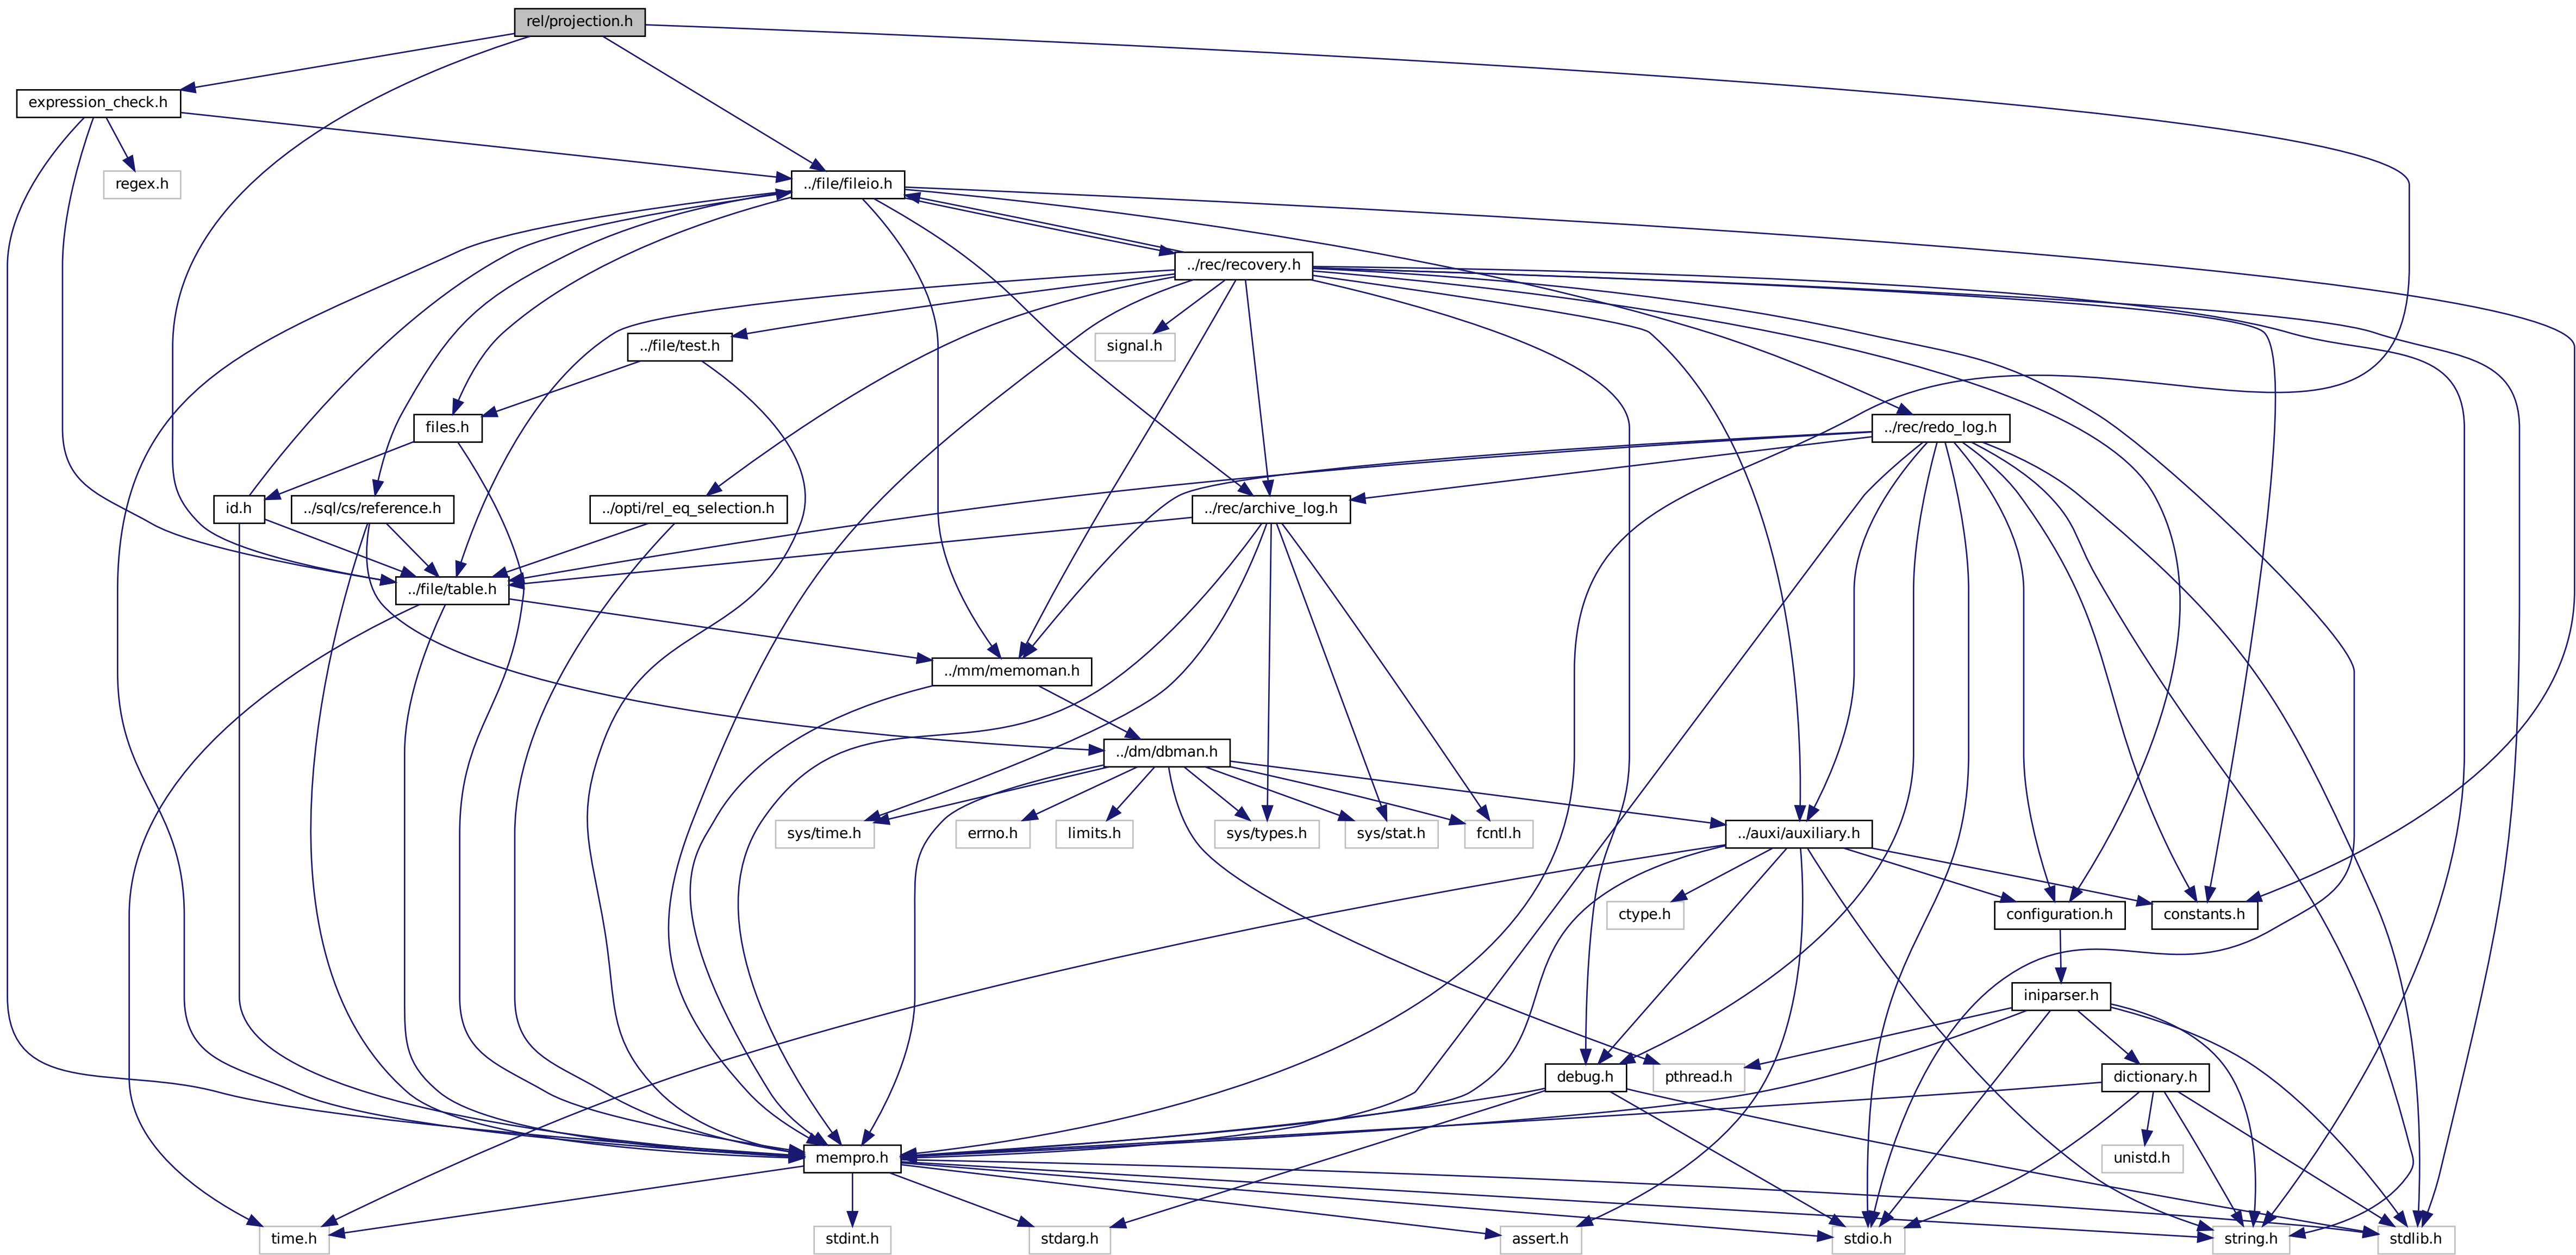 rel/projection.h
expression_check.h
regex.h
../file/fileio.h
../rec/recovery.h
../file/test.h
signal.h
files.h
../rec/redo_log.h
id.h
../sql/cs/reference.h
../opti/rel_eq_selection.h
../rec/archive_log.h
../file/table.h
../mm/memoman.h
../dm/dbman.h
sys/time.h
errno.h
limits.h
sys/types.h
sys/stat.h
fcntl.h
../auxi/auxiliary.h
ctype.h
configuration.h
constants.h
iniparser.h
debug.h
pthread.h
dictionary.h
mempro.h
unistd.h
time.h
stdint.h
stdarg.h
assert.h
stdio.h
string.h
stdlib.h